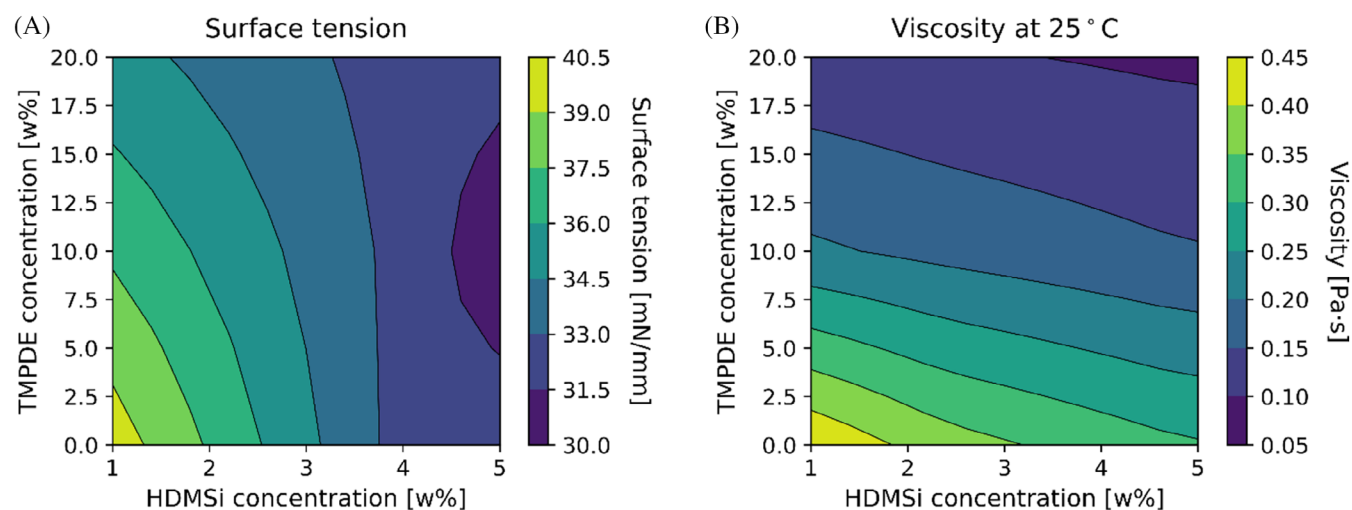 (A)
Surface tension
20.0
17.5
15.0
12.5
10.0
7.5
5.0
2.5
0.0
TMPDE concentration [w%]
1 2 3 4 5
HDMSi concentration [w%]
40.5
39.0
37.5
36.0
34.5
33.0
31.5
30.0
Surface tension [mN/mm]
(B)
Viscosity at 25°C
20.0
17.5
15.0
12.5
10.0
7.5
5.0
2.5
0.0
TMPDE concentration [w%]
1 2 3 4 5
HDMSi concentration [w%]
0.45
0.40
0.35
0.30
0.25
0.20
0.15
0.10
0.05
Viscosity [Pa·s]